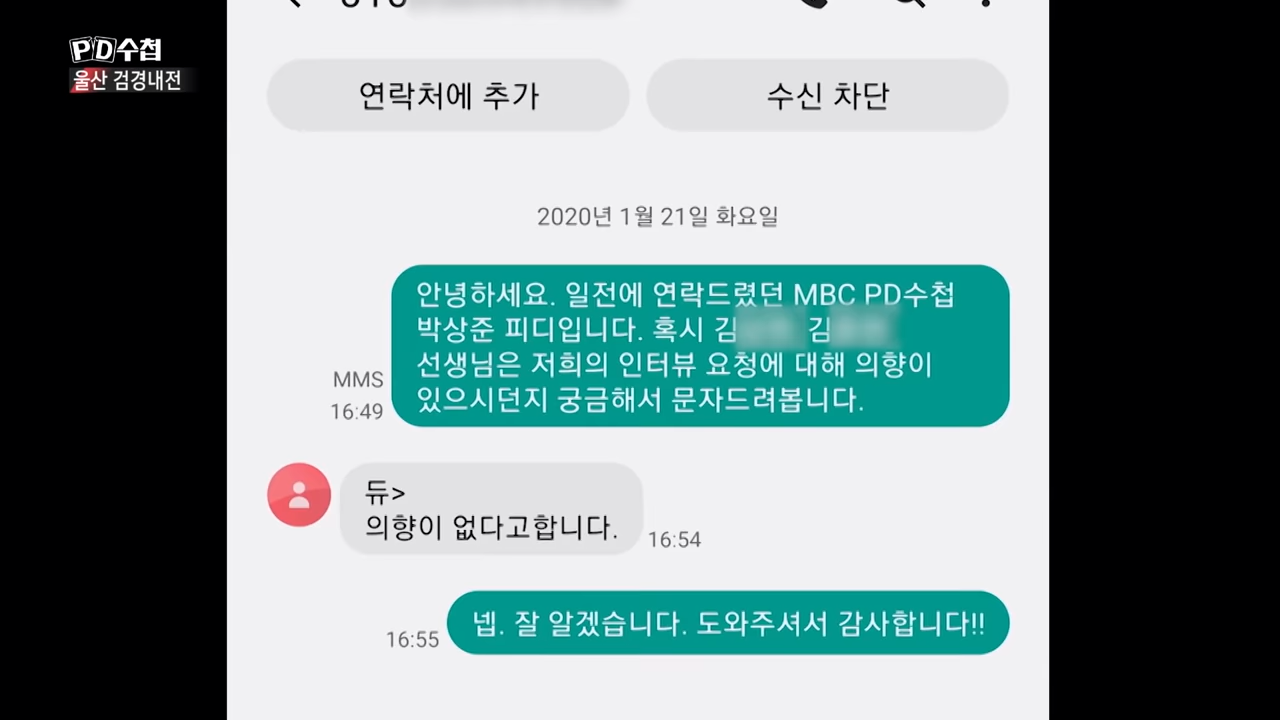 PD수첩
울산 검경내전
연락처에 추가
수신 차단
2020년 1월 21일 화요일
안녕하세요. 일전에 연락드렸던 MBC PD수첩
박상준 피디입니다. 혹시 김 김
선생님은 저희의 인터뷰 요청에 대해 의향이
있으시던지 궁금해서 문자드려봅니다.
MMS
16:49
듀>
의향이 없다고합니다.
16:54
넵. 잘 알겠습니다. 도와주셔서 감사합니다!!
16:55